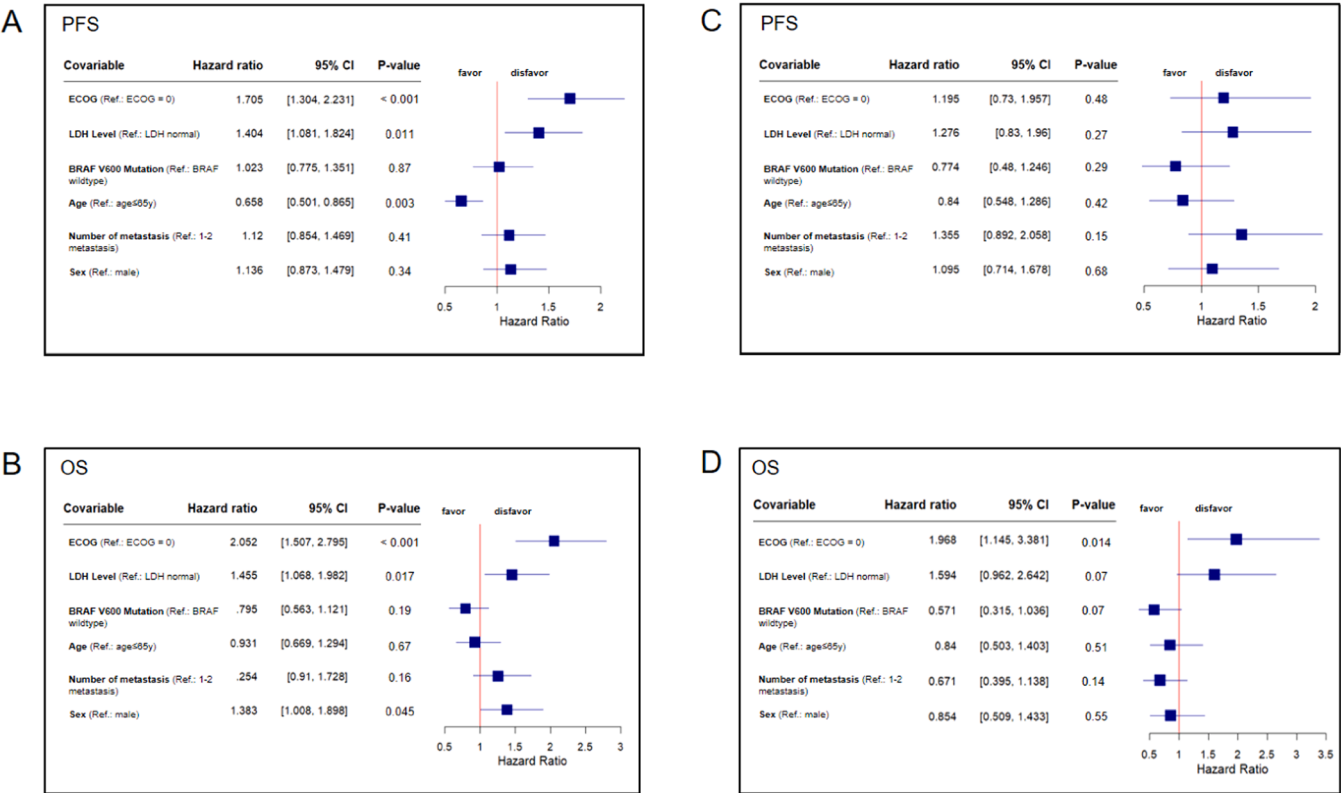 A
PFS
Covariable Hazard ratio 95% CI P-value
favor disfavor
ECOG (Ref.: ECOG = 0) 1.705 [1.304, 2.231] < 0.001
LDH Level (Ref.: LDH normal) 1.404 [1.081, 1.824] 0.011
BRAF V600 Mutation (Ref.: BRAF 1.023 [0.775, 1.351] 0.87
wildtype)
Age (Ref.: age≤65y) 0.658 [0.501, 0.865] 0.003
Number of metastasis (Ref.: 1-2 1.12 [0.854, 1.469] 0.41
metastasis)
Sex (Ref.: male) 1.136 [0.873, 1.479] 0.34
0.5 1 1.5 2
Hazard Ratio
C
PFS
Covariable Hazard ratio 95% CI P-value
favor disfavor
ECOG (Ref.: ECOG = 0) 1.195 [0.73, 1.957] 0.48
LDH Level (Ref.: LDH normal) 1.276 [0.83, 1.96] 0.27
BRAF V600 Mutation (Ref.: BRAF 0.774 [0.48, 1.246] 0.29
wildtype)
Age (Ref.: age≤65y) 0.84 [0.548, 1.286] 0.42
Number of metastasis (Ref.: 1-2 1.355 [0.892, 2.058] 0.15
metastasis)
Sex (Ref.: male) 1.095 [0.714, 1.678] 0.68
0.5 1 1.5 2
Hazard Ratio
B
OS
Covariable Hazard ratio 95% CI P-value
favor disfavor
ECOG (Ref.: ECOG = 0) 2.052 [1.507, 2.795] < 0.001
LDH Level (Ref.: LDH normal) 1.455 [1.068, 1.982] 0.017
BRAF V600 Mutation (Ref.: BRAF .795 [0.563, 1.121] 0.19
wildtype)
Age (Ref.: age≤65y) 0.931 [0.669, 1.294] 0.67
Number of metastasis (Ref.: 1-2 .254 [0.91, 1.728] 0.16
metastasis)
Sex (Ref.: male) 1.383 [1.008, 1.898] 0.045
0.5 1 1.5 2 2.5 3
Hazard Ratio
D
OS
Covariable Hazard ratio 95% CI P-value
favor disfavor
ECOG (Ref.: ECOG = 0) 1.968 [1.145, 3.381] 0.014
LDH Level (Ref.: LDH normal) 1.594 [0.962, 2.642] 0.07
BRAF V600 Mutation (Ref.: BRAF 0.571 [0.315, 1.036] 0.07
wildtype)
Age (Ref.: age≤65y) 0.84 [0.503, 1.403] 0.51
Number of metastasis (Ref.: 1-2 0.671 [0.395, 1.138] 0.14
metastasis)
Sex (Ref.: male) 0.854 [0.509, 1.433] 0.55
0.5 1 1.5 2 2.5 3 3.5
Hazard Ratio